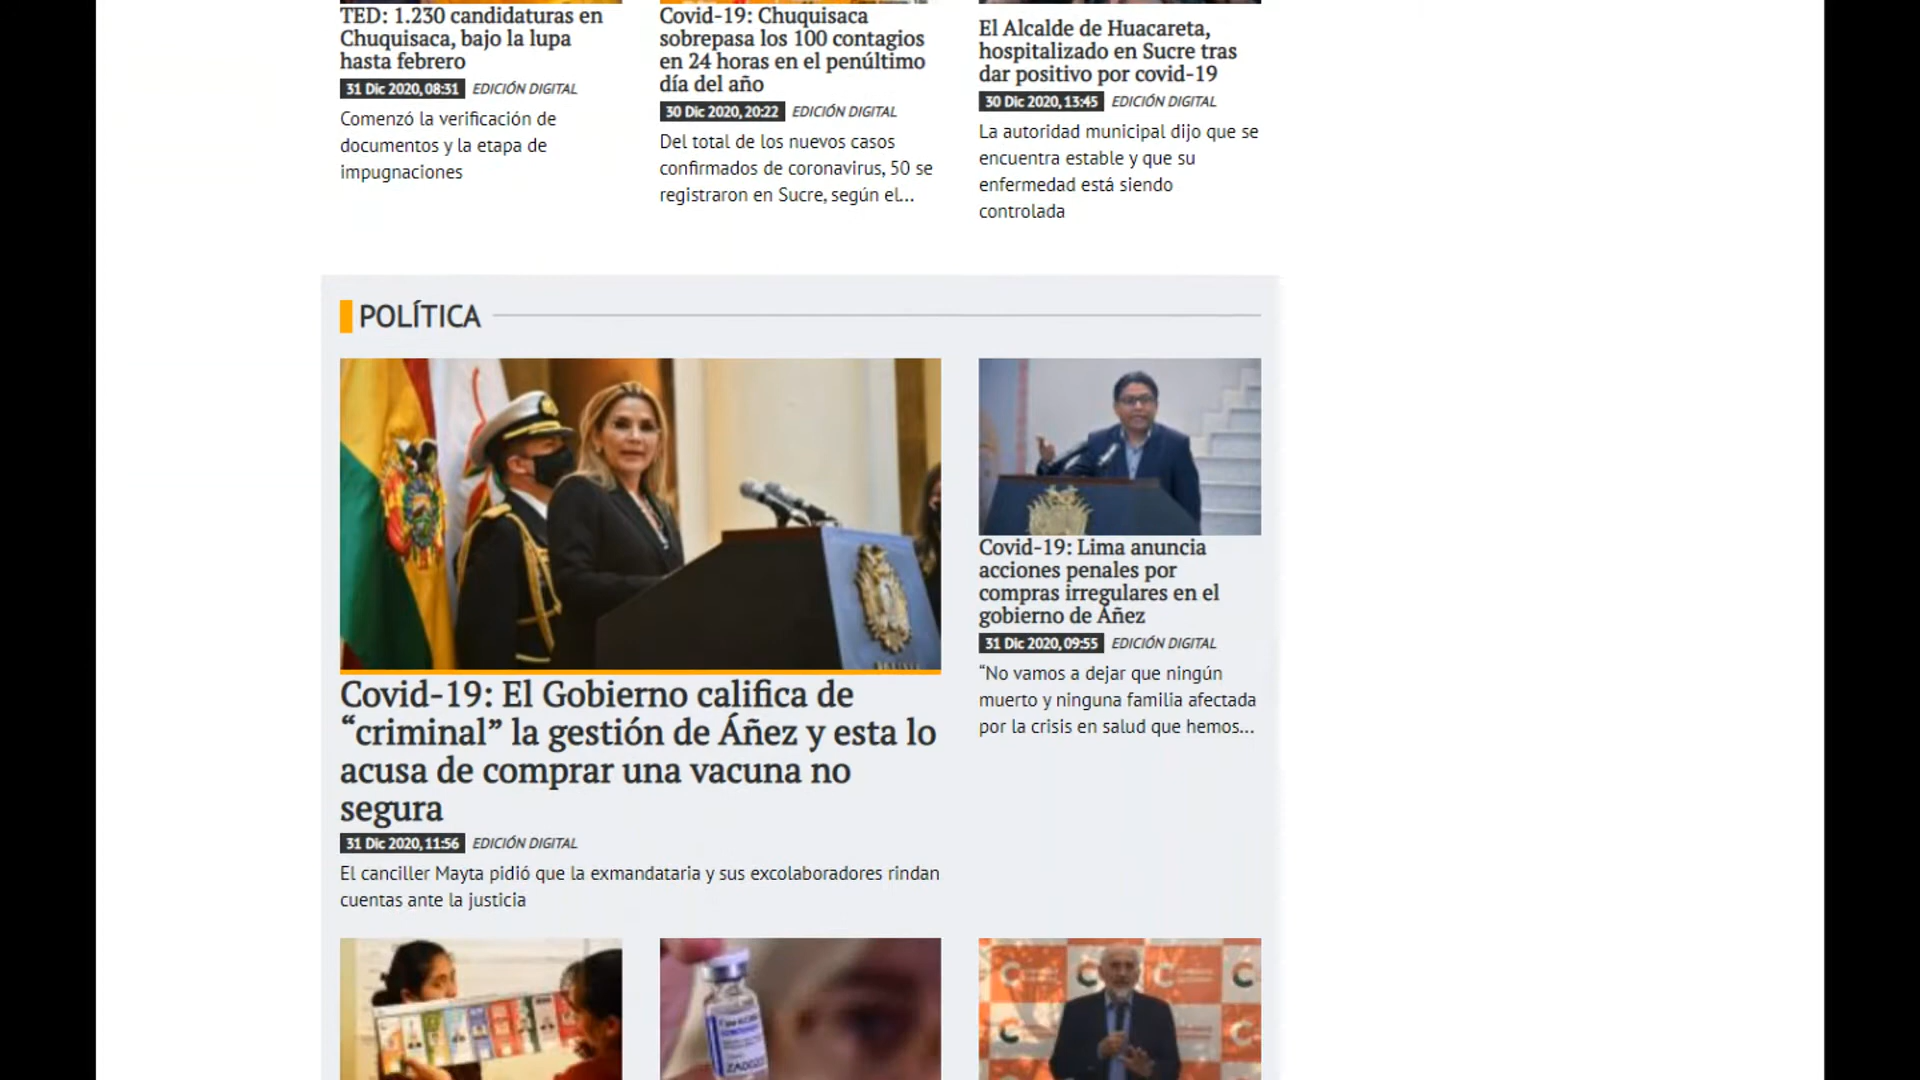 TED: 1.230 candidaturas en
Chuquisaca, bajo la lupa
hasta febrero
31 Dic 2020, 08:31 EDICIÓN DIGITAL
Comenzó la verificación de
documentos y la etapa de
impugnaciones
Covid-19: Chuquisaca
sobrepasa los 100 contagios
en 24 horas en el penúltimo
día del año
30 Dic 2020, 20:22 EDICIÓN DIGITAL
Del total de los nuevos casos
confirmados de coronavirus, 50 se
registraron en Sucre, según el...
El Alcalde de Huacareta,
hospitalizado en Sucre tras
dar positivo por covid-19
30 Dic 2020, 13:45 EDICIÓN DIGITAL
La autoridad municipal dijo que se
encuentra estable y que su
enfermedad está siendo
controlada
POLÍTICA
Covid-19: El Gobierno califica de
“criminal” la gestión de Áñez y esta lo
acusa de comprar una vacuna no
segura
31 Dic 2020, 11:56 EDICIÓN DIGITAL
El canciller Mayta pidió que la exmandataria y sus excolaboradores rindan
cuentas ante la justicia
Covid-19: Lima anuncia
acciones penales por
compras irregulares en el
gobierno de Áñez
31 Dic 2020, 09:55 EDICIÓN DIGITAL
“No vamos a dejar que ningún
muerto y ninguna familia afectada
por la crisis en salud que hemos...